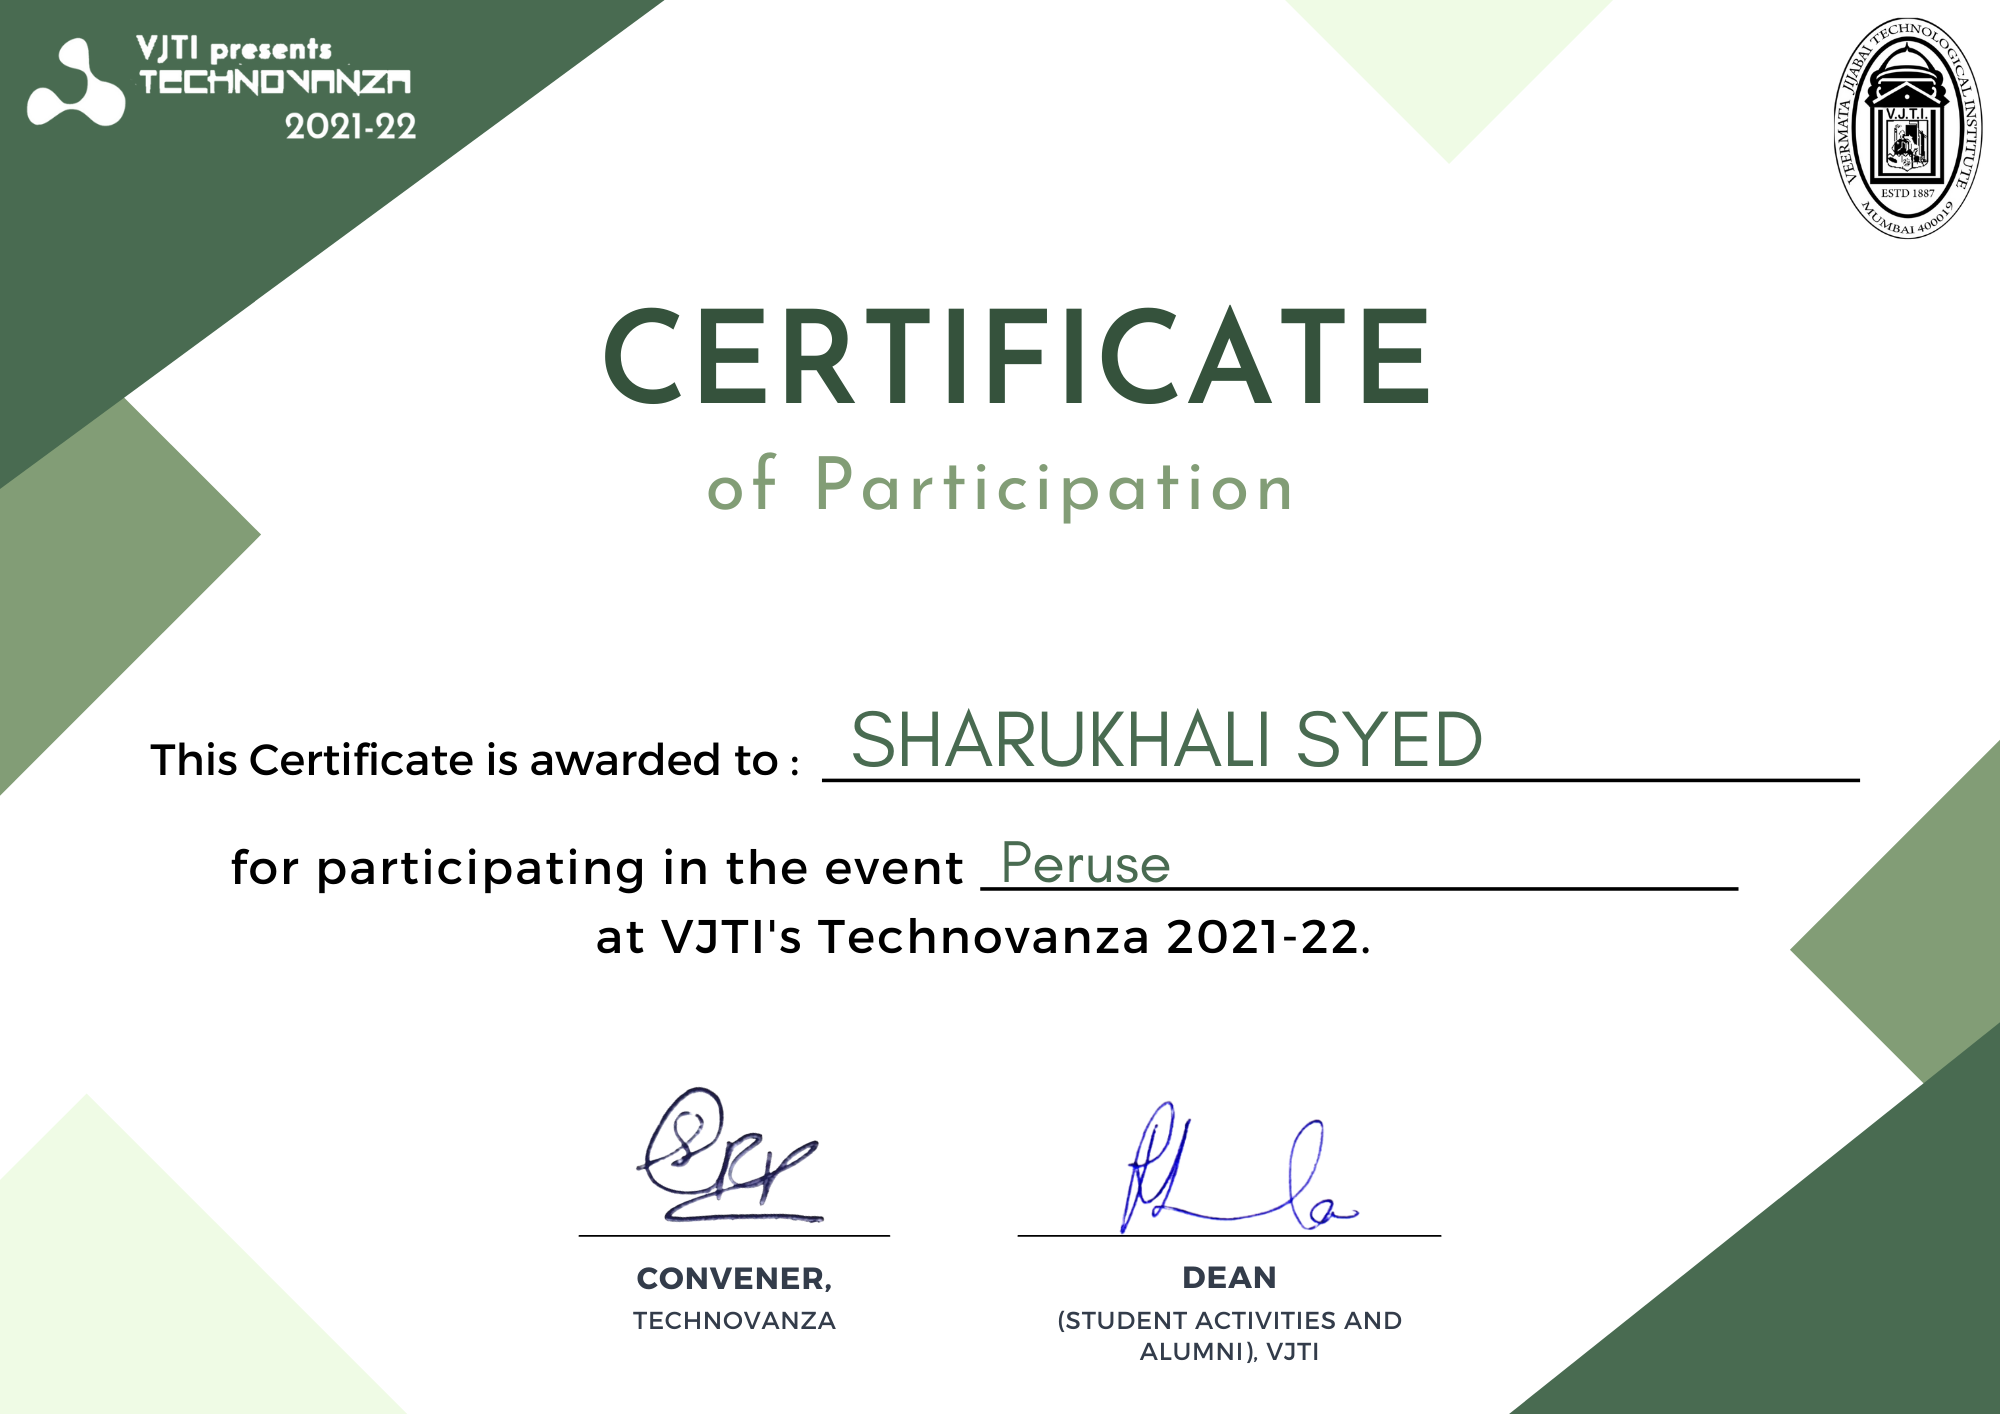 VJTI presents
TECHNOVANZA
2021-22
VEERMATA JIJABAI TECHNOLOGICAL INSTITUTE
V.J.T.I.
ESTD 1887
MUMBAI 400019
CERTIFICATE
of Participation
This Certificate is awarded to : SHARUKHALI SYED
for participating in the event Peruse
at VJTI's Technovanza 2021-22.
CONVENER,
TECHNOVANZA
DEAN
(STUDENT ACTIVITIES AND
ALUMNI), VJTI